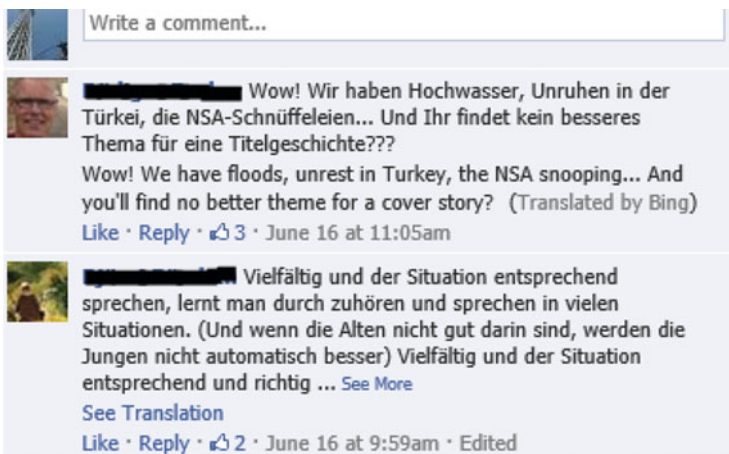 Write a comment...
Wow! Wir haben Hochwasser, Unruhen in der
Türkei, die NSA-Schnüffeleien... Und Ihr findet kein besseres
Thema für eine Titelgeschichte???
Wow! We have floods, unrest in Turkey, the NSA snooping... And
you'll find no better theme for a cover story? (Translated by Bing)
Like · Reply · 3 · June 16 at 11:05am
Vielfältig und der Situation entsprechend
sprechen, lernt man durch zuhören und sprechen in vielen
Situationen. (Und wenn die Alten nicht gut darin sind, werden die
Jungen nicht automatisch besser) Vielfältig und der Situation
entsprechend und richtig ... See More
See Translation
Like · Reply · 2 · June 16 at 9:59am · Edited